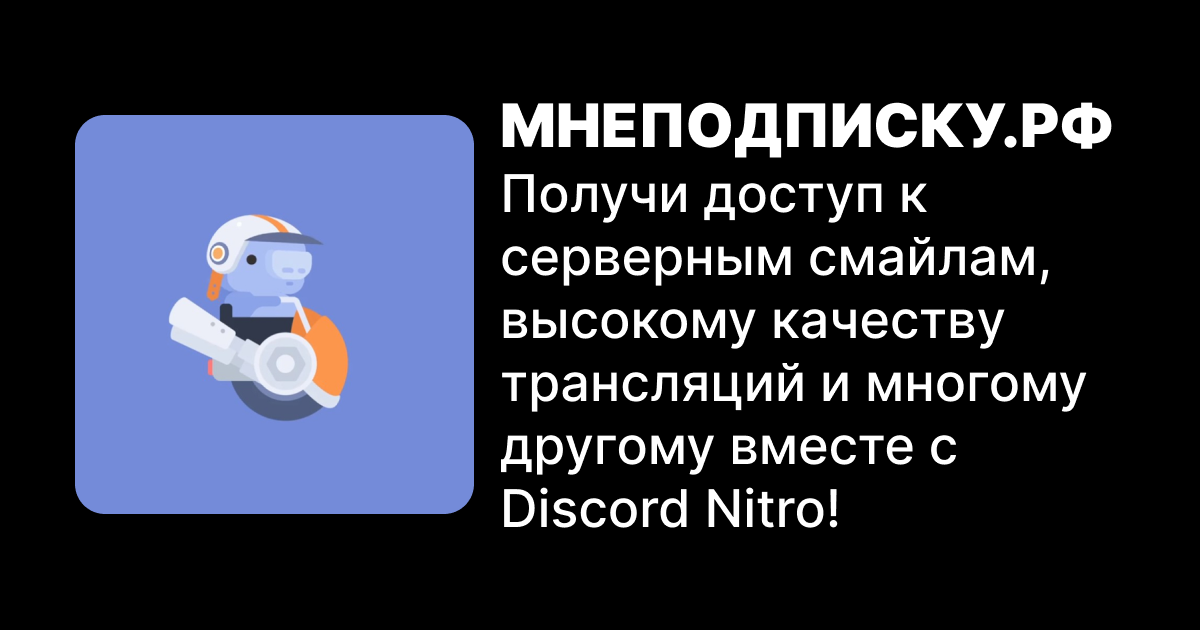 МНЕПОДПИСКУ.РФ
Получи доступ к
серверным смайлам,
высокому качеству
трансляций и многому
другому вместе с
Discord Nitro!